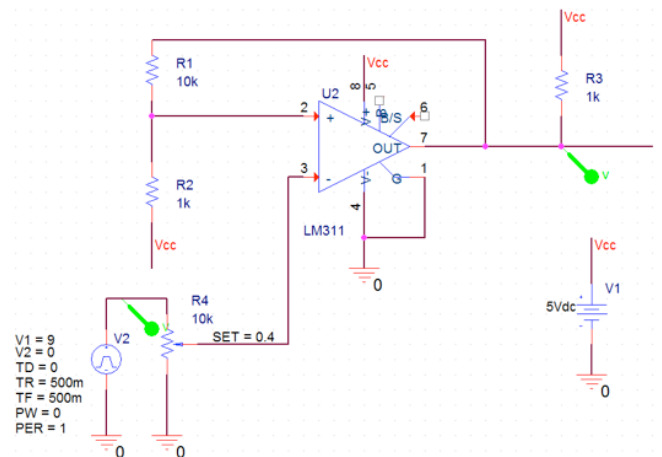 Vcc
Vcc
R1
10k
R3
1k
U2
8
5
6
B
B/S
V+
2
+
OUT
7
R2
1k
3
-
G
1
V-
4
LM311
Vcc
Vcc
0
R4
10k
V1
5Vdc
V
V
V2
SET = 0.4
V1 = 9
V2 = 0
TD = 0
TR = 500m
TF = 500m
PW = 0
PER = 1
0
0
0